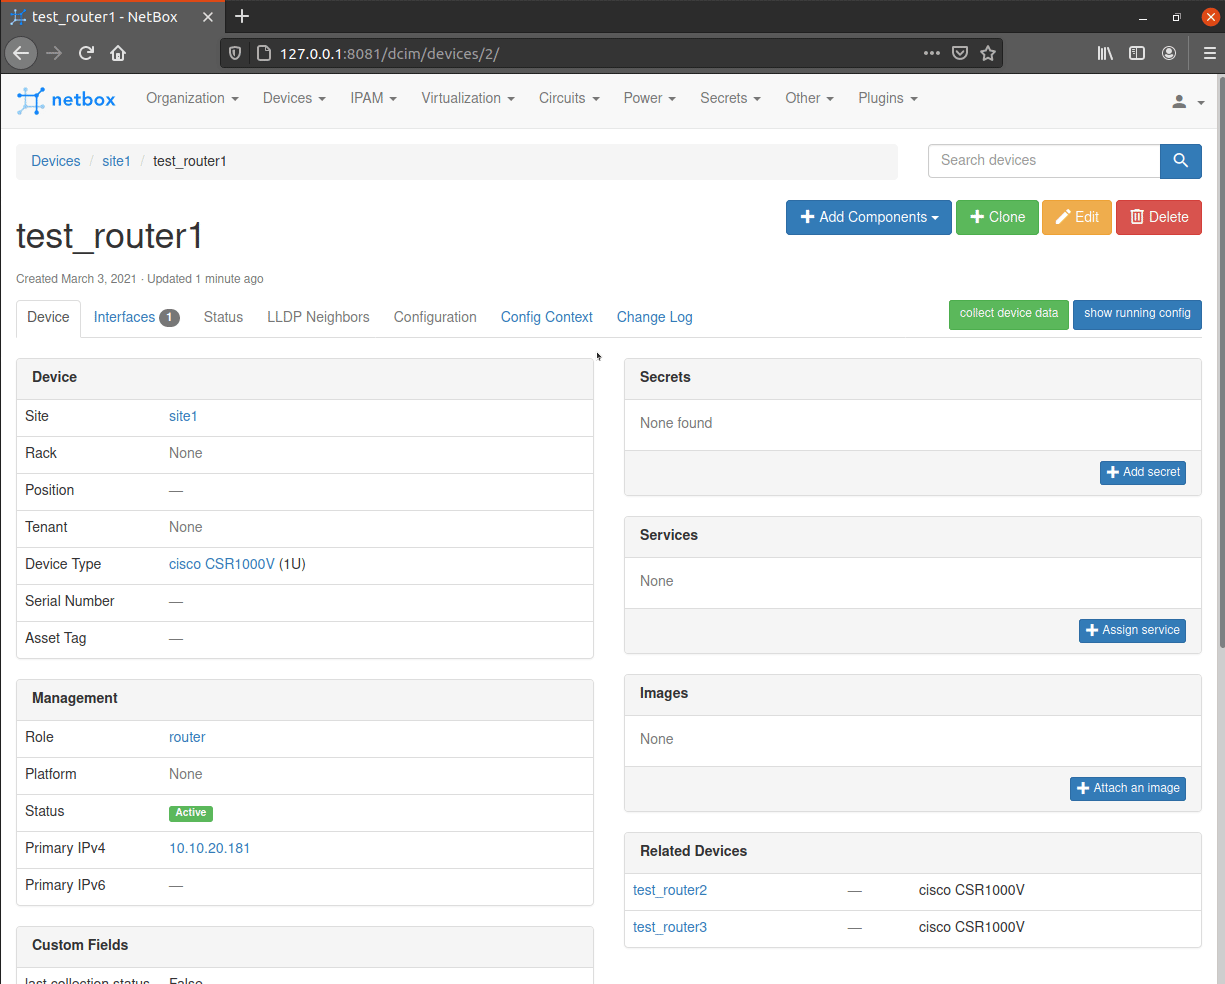 test_router1 - NetBox
127.0.0.1:8081/dcim/devices/2/
netbox Organization Devices IPAM Virtualization Circuits Power Secrets Other Plugins
Devices / site1 / test_router1
Search devices
Add Components Clone Edit Delete
test_router1
Created March 3, 2021 · Updated 1 minute ago
Device Interfaces 1 Status LLDP Neighbors Configuration Config Context Change Log collect device data show running config
Device
Site site1
Rack None
Position —
Tenant None
Device Type cisco CSR1000V (1U)
Serial Number —
Asset Tag —
Management
Role router
Platform None
Status Active
Primary IPv4 10.10.20.181
Primary IPv6 —
Custom Fields
last collection status False
Secrets
None found
Add secret
Services
None
Assign service
Images
None
Attach an image
Related Devices
test_router2 — cisco CSR1000V
test_router3 — cisco CSR1000V